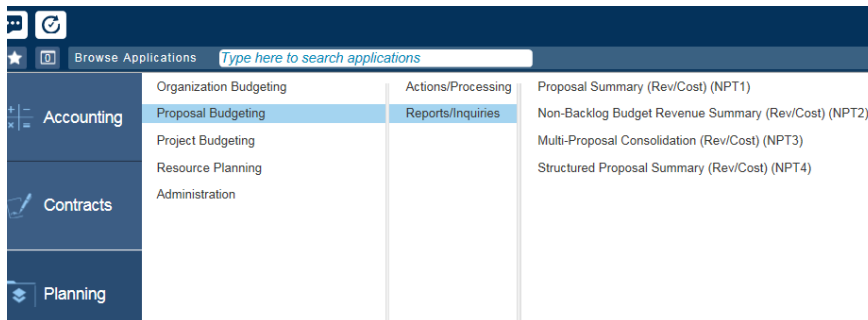 0 Browse Applications Type here to search applications
Accounting
Contracts
Planning
Organization Budgeting
Proposal Budgeting
Project Budgeting
Resource Planning
Administration
Actions/Processing
Reports/Inquiries
Proposal Summary (Rev/Cost) (NPT1)
Non-Backlog Budget Revenue Summary (Rev/Cost) (NPT2)
Multi-Proposal Consolidation (Rev/Cost) (NPT3)
Structured Proposal Summary (Rev/Cost) (NPT4)